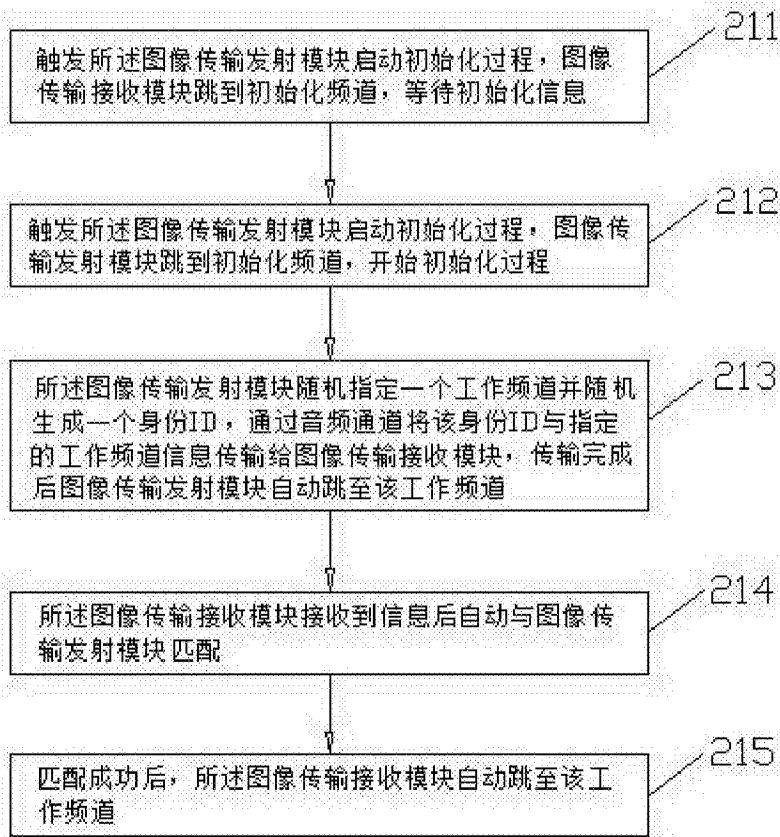 触发所述图像传输发射模块启动初始化过程，图像
传输接收模块跳到初始化频道，等待初始化信息
211
触发所述图像传输发射模块启动初始化过程，图像传
输发射模块跳到初始化频道，开始初始化过程
212
所述图像传输发射模块随机指定一个工作频道并随机
生成一个身份ID，通过音频通道将该身份ID与指定
的工作频道信息传输给图像传输接收模块，传输完成
后图像传输发射模块自动跳至该工作频道
213
所述图像传输接收模块接收到信息后自动与图像传
输发射模块匹配
214
匹配成功后，所述图像传输接收模块自动跳至该工
作频道
215